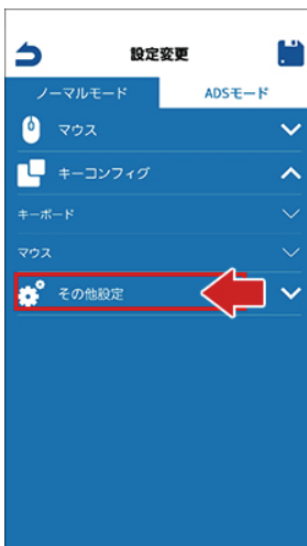 設定変更
ノーマルモード
ADSモード
マウス
キーコンフィグ
キーボード
マウス
その他設定